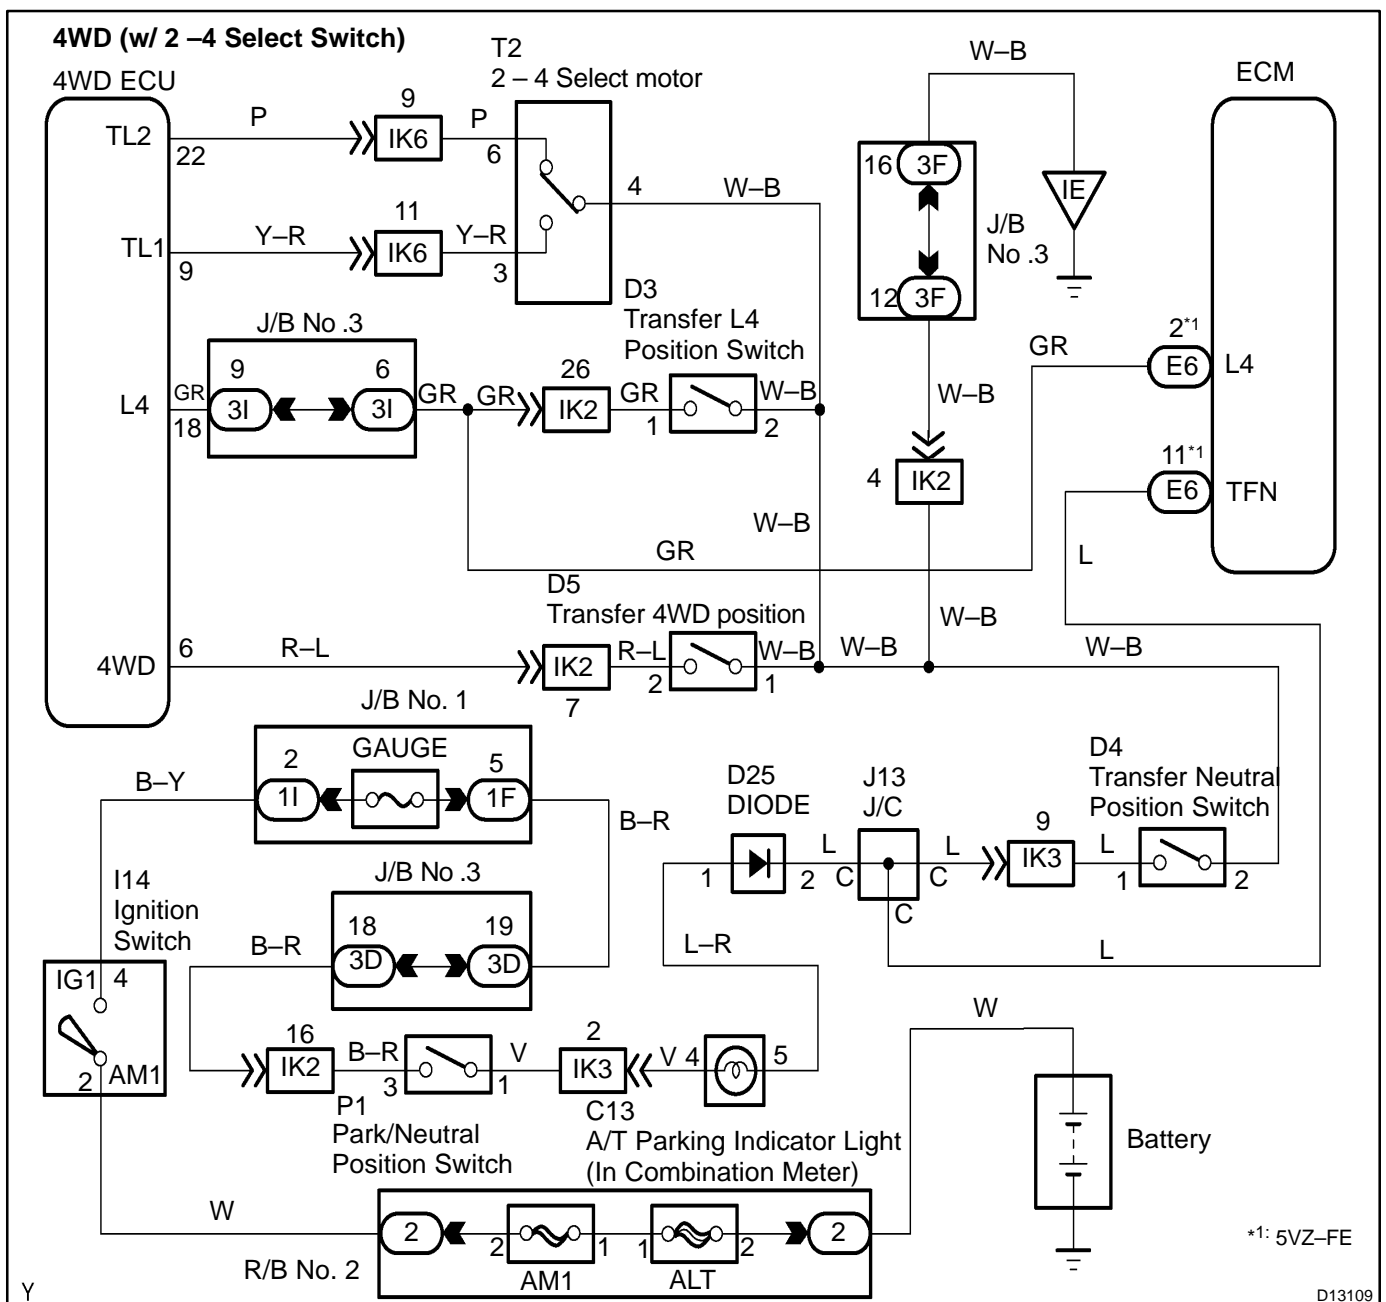 4WD (w/ 2 –4 Select Switch)
4WD ECU
T2
2 – 4 Select motor
W–B
ECM
TL2
22
P
9
IK6
P
6
4
W–B
16
3F
IE
J/B
No .3
12
3F
TL1
9
Y–R
11
IK6
Y–R
3
D3
Transfer L4
Position Switch
J/B No .3
L4
GR
18
9
3I
6
3I
GR
GR
26
IK2
GR
1
2
W–B
W–B
GR
2*1
E6
L4
11*1
E6
TFN
4
IK2
W–B
GR
L
D5
Transfer 4WD position
W–B
4WD
6
R–L
IK2
7
R–L
2
1
W–B
W–B
W–B
J/B No. 1
GAUGE
2
1I
5
1F
B–Y
B–R
D25
DIODE
J13
J/C
D4
Transfer Neutral
Position Switch
1
2
L
C
C
C
L
9
IK3
L
1
2
J/B No .3
18
3D
19
3D
I14
Ignition
Switch
B–R
L–R
L
IG1
4
2
AM1
16
IK2
B–R
3
1
V
2
IK3
V
4
5
W
P1
Park/Neutral
Position Switch
C13
A/T Parking Indicator Light
(In Combination Meter)
Battery
W
2
2
1
1
2
2
AM1
ALT
R/B No. 2
*1: 5VZ–FE
Y
D13109